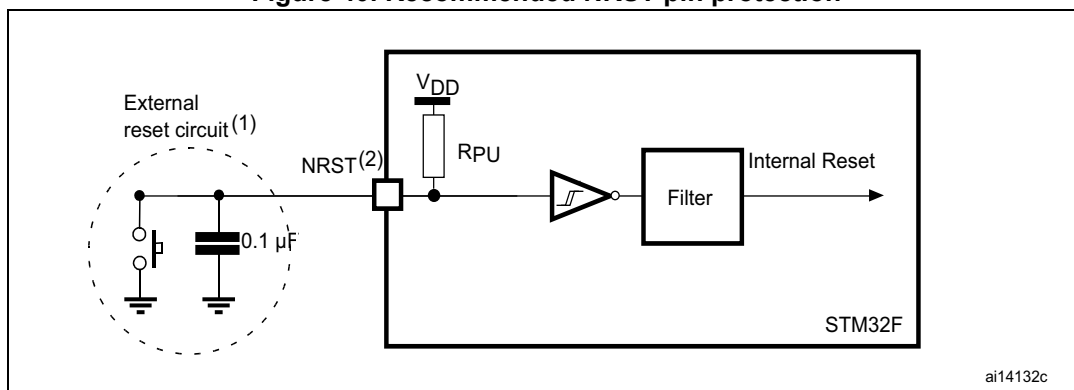 Figure Recommended NRST pin protection
VDD
External
reset circuit(1)
NRST(2)
RPU
Internal Reset
Filter
0.1 µF
STM32F
ai14132c